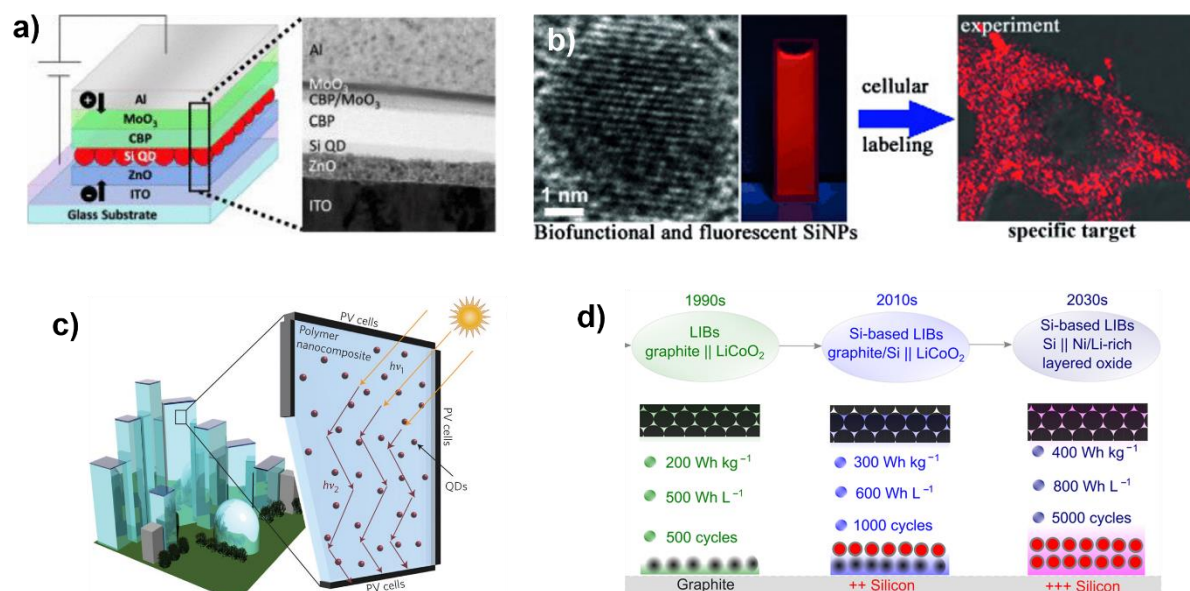 a)
Al
MoO₃
CBP
Si QD
ZnO
ITO
Glass Substrate
Al
MoO₃
CBP/MoO₃
CBP
Si QD
ZnO
ITO
b)
1 nm
Biofunctional and fluorescent SiNPs
cellular
labeling
experiment
specific target
c)
PV cells
Polymer
nanocomposite
hν₁
hν₂
PV cells
PV cells
QDs
PV cells
d)
1990s
LIBs
graphite || LiCoO₂
200 Wh kg⁻¹
500 Wh L⁻¹
500 cycles
Graphite
2010s
Si-based LIBs
graphite/Si || LiCoO₂
300 Wh kg⁻¹
600 Wh L⁻¹
1000 cycles
++ Silicon
2030s
Si-based LIBs
Si || Ni/Li-rich
layered oxide
400 Wh kg⁻¹
800 Wh L⁻¹
5000 cycles
+++ Silicon